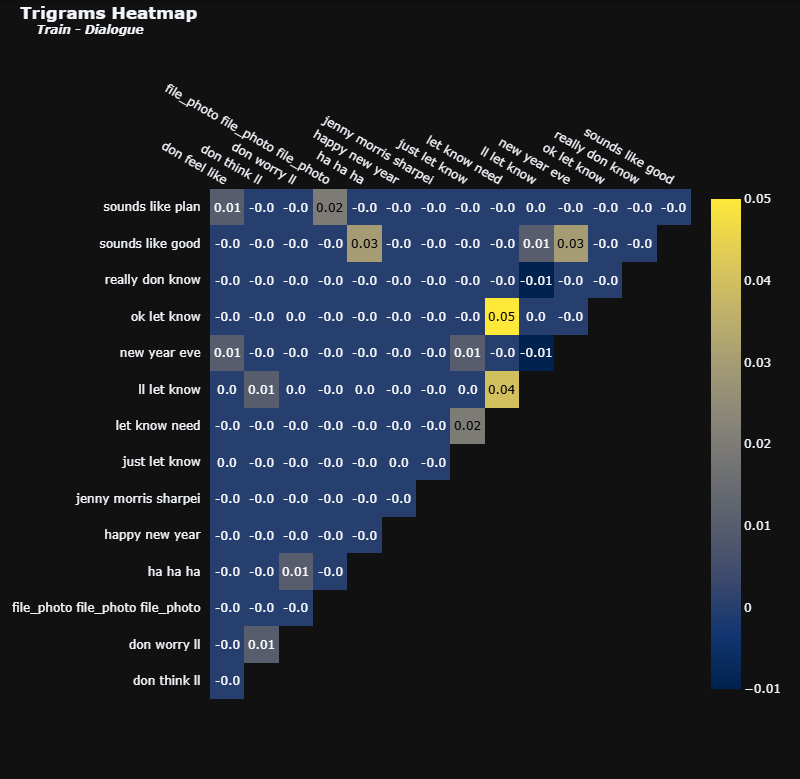 Trigrams Heatmap
Train - Dialogue
don feel like
don think ll
don worry ll
file_photo file_photo file_photo
ha ha ha
happy new year
jenny morris sharpei
just let know
let know need
ll let know
new year eve
ok let know
really don know
sounds like good
sounds like plan 0.01 -0.0 -0.0 0.02 -0.0 -0.0 -0.0 -0.0 -0.0 0.0 -0.0 -0.0 -0.0 -0.0
sounds like good -0.0 -0.0 -0.0 -0.0 0.03 -0.0 -0.0 -0.0 -0.0 0.01 0.03 -0.0 -0.0
really don know -0.0 -0.0 -0.0 -0.0 -0.0 -0.0 -0.0 -0.0 -0.0 -0.01 -0.0 -0.0
ok let know -0.0 -0.0 0.0 -0.0 -0.0 -0.0 -0.0 -0.0 0.05 0.0 -0.0
new year eve 0.01 -0.0 -0.0 -0.0 -0.0 -0.0 -0.0 0.01 -0.0 -0.01
ll let know 0.0 0.01 0.0 -0.0 0.0 -0.0 -0.0 0.0 0.04
let know need -0.0 -0.0 -0.0 -0.0 -0.0 -0.0 -0.0 0.02
just let know 0.0 -0.0 -0.0 -0.0 -0.0 0.0 -0.0
jenny morris sharpei -0.0 -0.0 -0.0 -0.0 -0.0 -0.0
happy new year -0.0 -0.0 -0.0 -0.0 -0.0
ha ha ha -0.0 -0.0 0.01 -0.0
file_photo file_photo file_photo -0.0 -0.0 -0.0
don worry ll -0.0 0.01
don think ll -0.0
0.05
0.04
0.03
0.02
0.01
0
−0.01